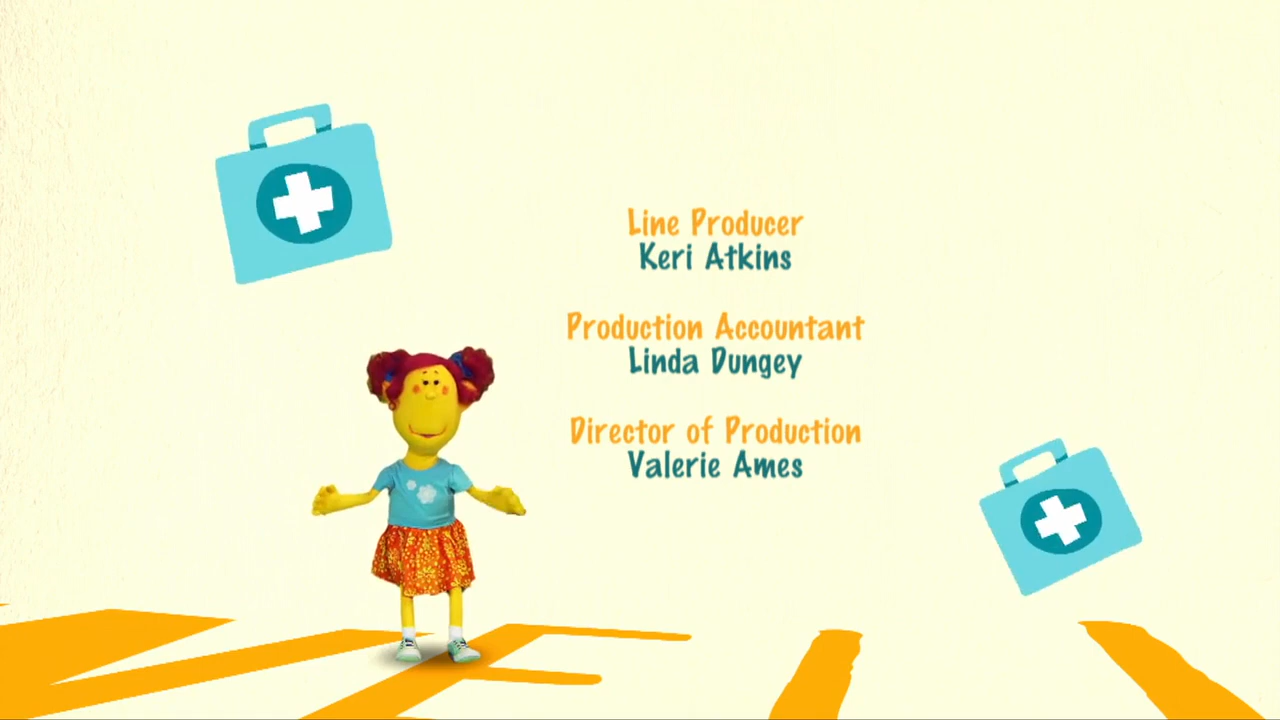 Line Producer
Keri Atkins
Production Accountant
Linda Dungey
Director of Production
Valerie Ames